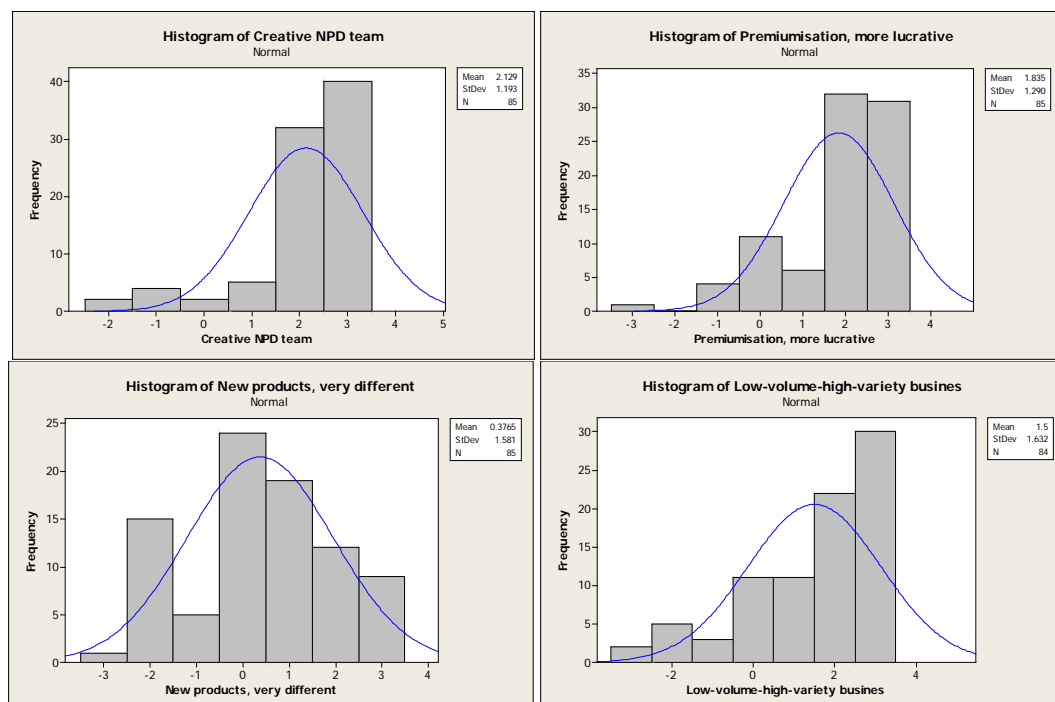 Histogram of Creative NPD team
Normal
Mean 2.129
StDev 1.193
N 85
40
30
20
10
0
Frequency
-2 -1 0 1 2 3 4 5
Creative NPD team
Histogram of Premiumisation, more lucrative
Normal
Mean 1.835
StDev 1.290
N 85
35
30
25
20
15
10
5
0
Frequency
-3 -2 -1 0 1 2 3 4
Premiumisation, more lucrative
Histogram of New products, very different
Normal
Mean 0.3765
StDev 1.581
N 85
25
20
15
10
5
0
Frequency
-3 -2 -1 0 1 2 3 4
New products, very different
Histogram of Low-volume-high-variety busines
Normal
Mean 1.5
StDev 1.632
N 84
30
25
20
15
10
5
0
Frequency
-2 0 2 4
Low-volume-high-variety busines